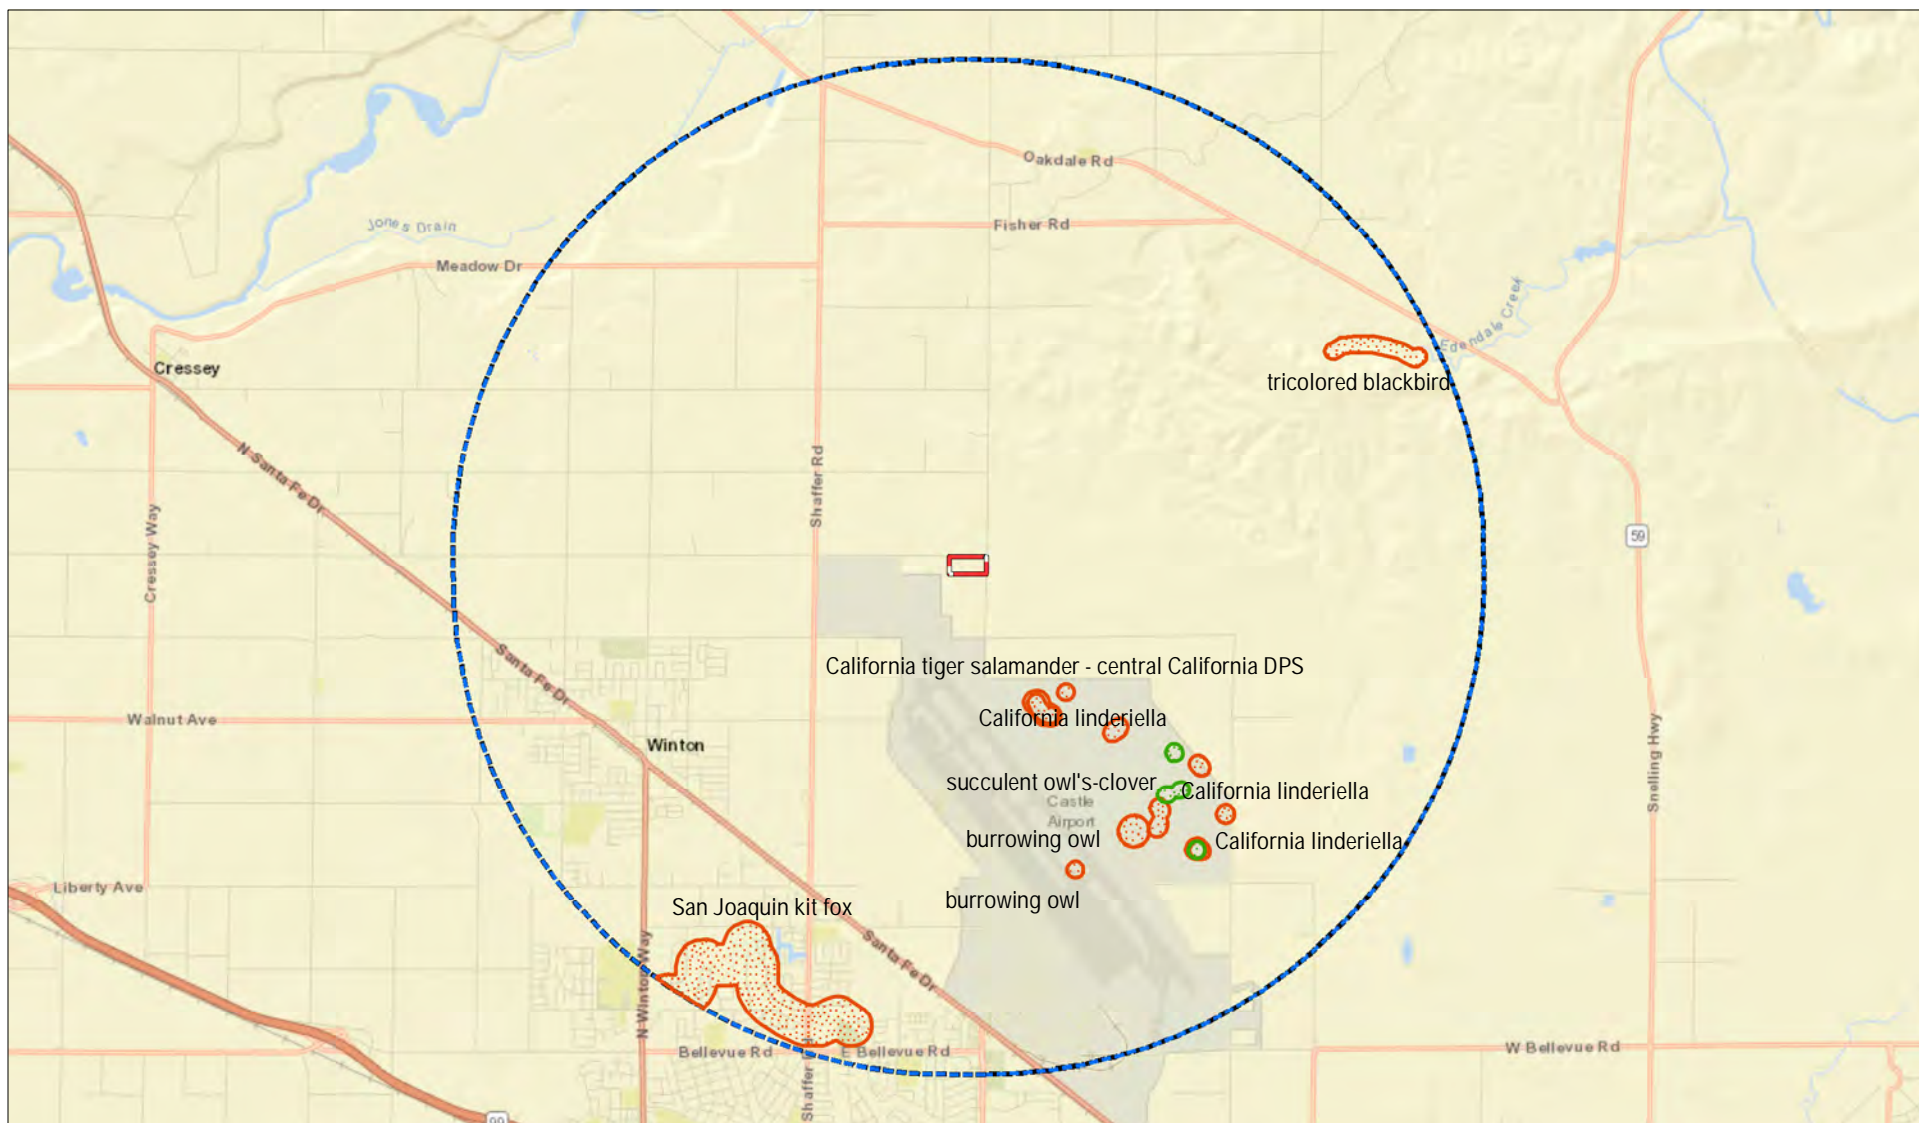 Oakdale Rd
Jones Drain
Fisher Rd
Meadow Dr
Edendale Creek
Cressey
tricolored blackbird
N Santa Fe Dr
Shaffer Rd
Cressey Way
59
Santa Fe Dr
California tiger salamander - central California DPS
Walnut Ave
California linderiella
Winton
Snelling Hwy
succulent owl's-clover
California linderiella
Castle
Airport
burrowing owl
California linderiella
Liberty Ave
burrowing owl
San Joaquin kit fox
Santa Fe Dr
N Winton Way
Bellevue Rd
E Bellevue Rd
W Bellevue Rd
Shaffer Rd
99